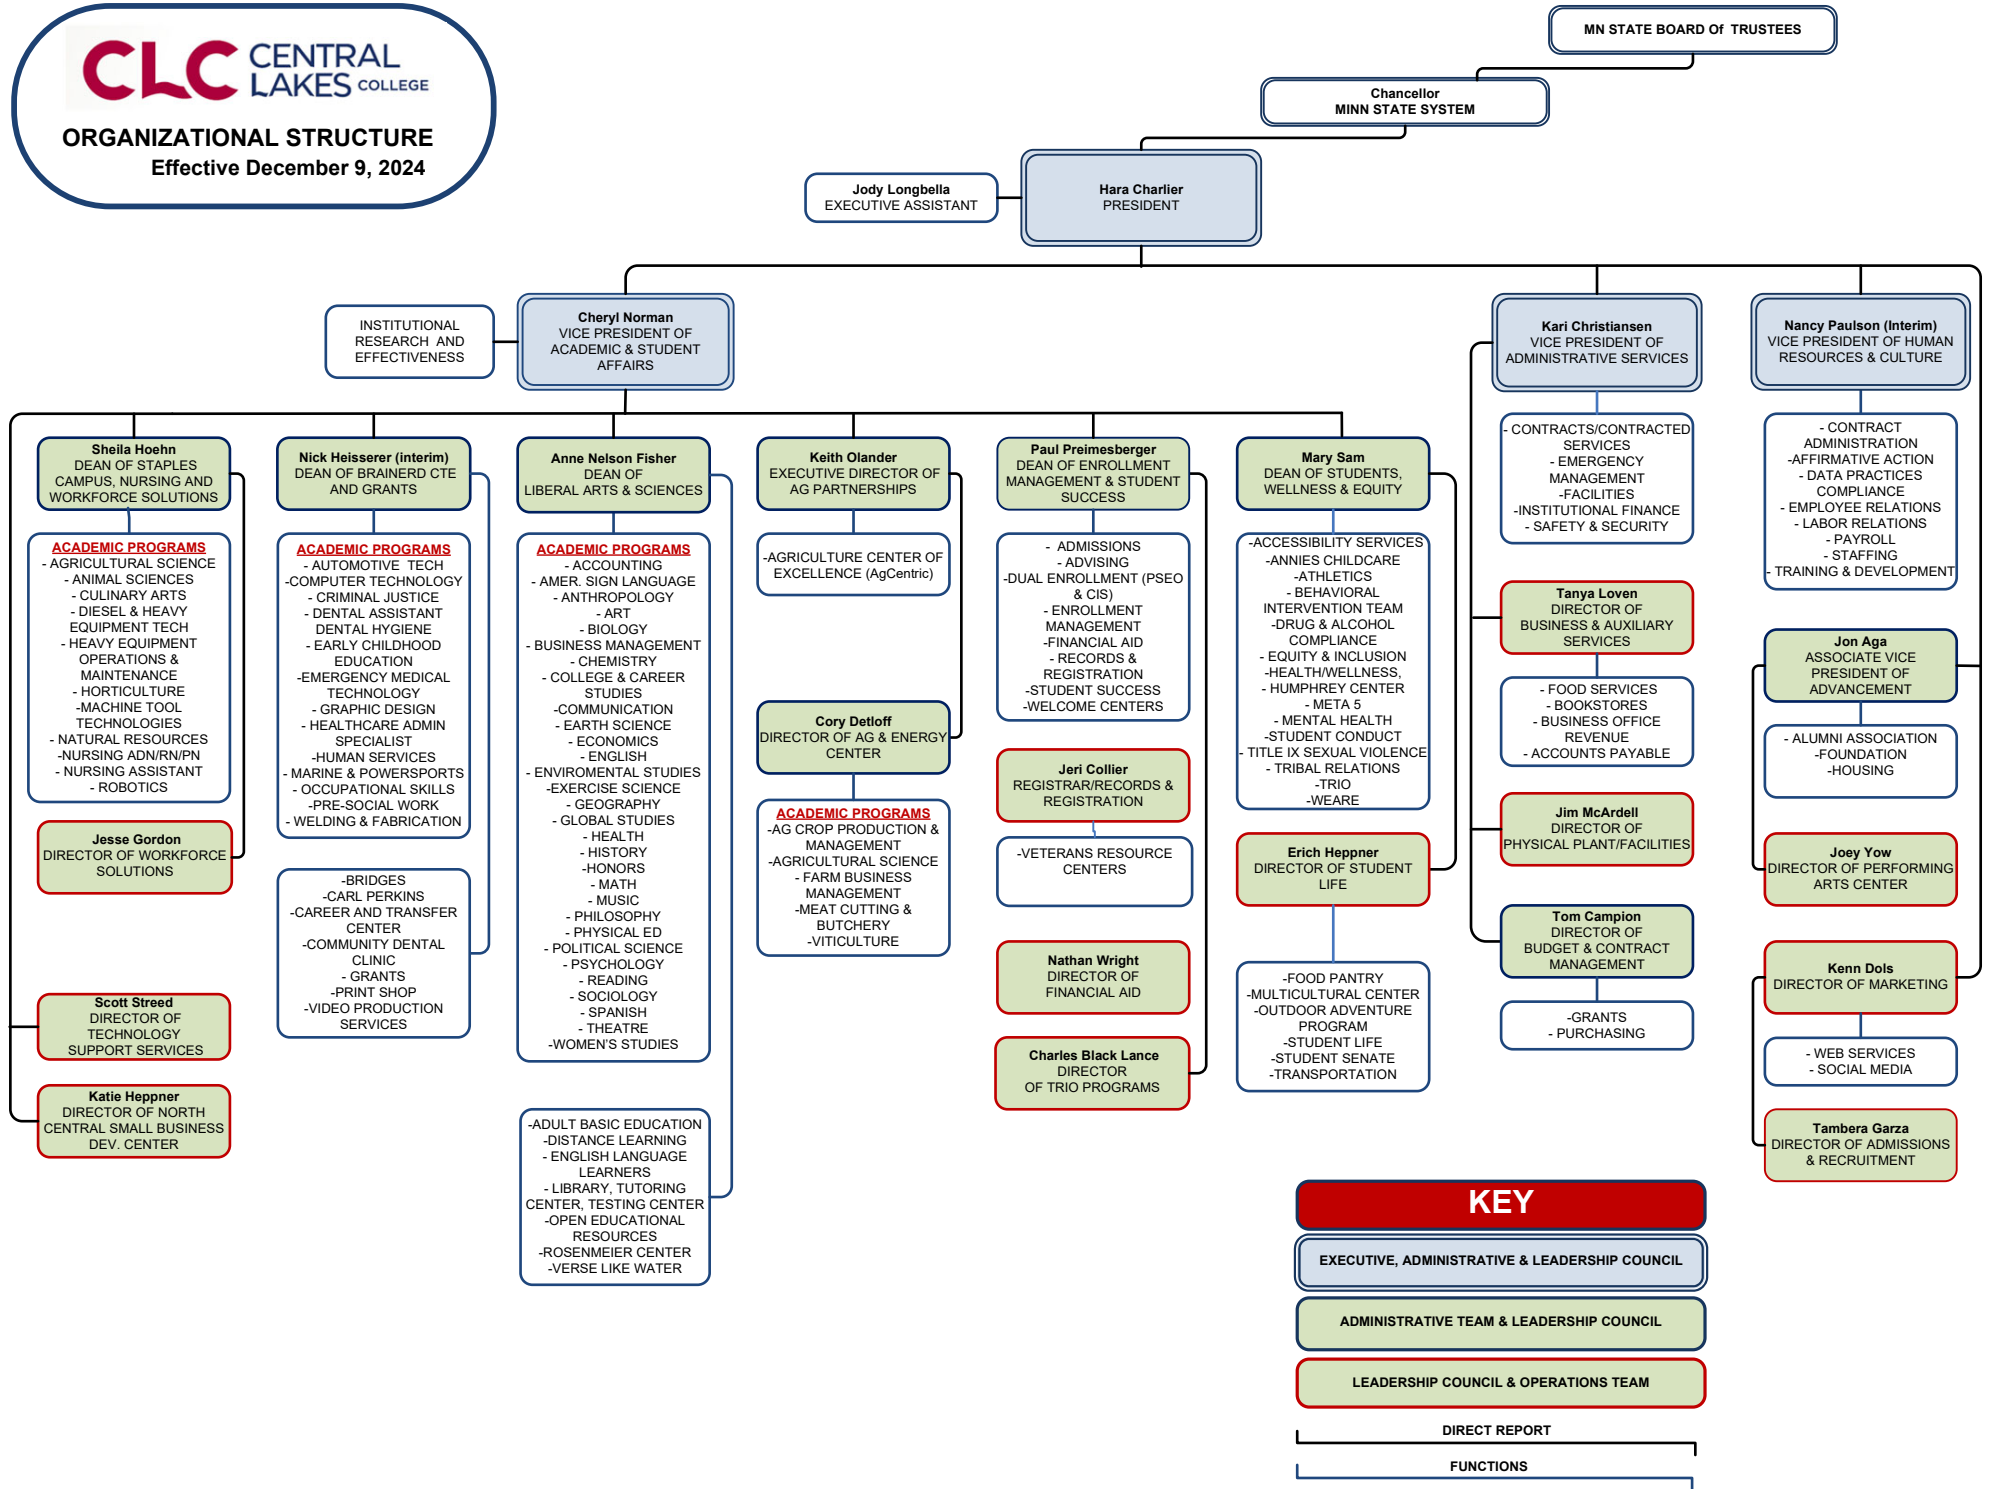 CLC CENTRAL
LAKES COLLEGE
ORGANIZATIONAL STRUCTURE
Effective December 9, 2024
MN STATE BOARD Of TRUSTEES
Chancellor
MINN STATE SYSTEM
Jody Longbella
EXECUTIVE ASSISTANT
Hara Charlier
PRESIDENT
INSTITUTIONAL
RESEARCH AND
EFFECTIVENESS
Cheryl Norman
VICE PRESIDENT OF
ACADEMIC & STUDENT
AFFAIRS
Kari Christiansen
VICE PRESIDENT OF
ADMINISTRATIVE SERVICES
Nancy Paulson (Interim)
VICE PRESIDENT OF HUMAN
RESOURCES & CULTURE
Sheila Hoehn
DEAN OF STAPLES
CAMPUS, NURSING AND
WORKFORCE SOLUTIONS
ACADEMIC PROGRAMS
- AGRICULTURAL SCIENCE
- ANIMAL SCIENCES
- CULINARY ARTS
- DIESEL & HEAVY
EQUIPMENT TECH
- HEAVY EQUIPMENT
OPERATIONS &
MAINTENANCE
- HORTICULTURE
-MACHINE TOOL
TECHNOLOGIES
- NATURAL RESOURCES
-NURSING ADN/RN/PN
- NURSING ASSISTANT
- ROBOTICS
Jesse Gordon
DIRECTOR OF WORKFORCE
SOLUTIONS
Scott Streed
DIRECTOR OF
TECHNOLOGY
SUPPORT SERVICES
Katie Heppner
DIRECTOR OF NORTH
CENTRAL SMALL BUSINESS
DEV. CENTER
Nick Heisserer (interim)
DEAN OF BRAINERD CTE
AND GRANTS
ACADEMIC PROGRAMS
- AUTOMOTIVE TECH
-COMPUTER TECHNOLOGY
- CRIMINAL JUSTICE
- DENTAL ASSISTANT
DENTAL HYGIENE
- EARLY CHILDHOOD
EDUCATION
-EMERGENCY MEDICAL
TECHNOLOGY
- GRAPHIC DESIGN
- HEALTHCARE ADMIN
SPECIALIST
-HUMAN SERVICES
- MARINE & POWERSPORTS
- OCCUPATIONAL SKILLS
-PRE-SOCIAL WORK
- WELDING & FABRICATION
-BRIDGES
-CARL PERKINS
-CAREER AND TRANSFER
CENTER
-COMMUNITY DENTAL
CLINIC
- GRANTS
-PRINT SHOP
-VIDEO PRODUCTION
SERVICES
Anne Nelson Fisher
DEAN OF
LIBERAL ARTS & SCIENCES
ACADEMIC PROGRAMS
- ACCOUNTING
- AMER. SIGN LANGUAGE
- ANTHROPOLOGY
- ART
- BIOLOGY
- BUSINESS MANAGEMENT
- CHEMISTRY
- COLLEGE & CAREER
STUDIES
-COMMUNICATION
- EARTH SCIENCE
- ECONOMICS
- ENGLISH
- ENVIROMENTAL STUDIES
-EXERCISE SCIENCE
- GEOGRAPHY
- GLOBAL STUDIES
- HEALTH
- HISTORY
-HONORS
- MATH
- MUSIC
- PHILOSOPHY
- PHYSICAL ED
- POLITICAL SCIENCE
- PSYCHOLOGY
- READING
- SOCIOLOGY
- SPANISH
- THEATRE
-WOMEN'S STUDIES
-ADULT BASIC EDUCATION
-DISTANCE LEARNING
- ENGLISH LANGUAGE
LEARNERS
- LIBRARY, TUTORING
CENTER, TESTING CENTER
-OPEN EDUCATIONAL
RESOURCES
-ROSENMEIER CENTER
-VERSE LIKE WATER
Keith Olander
EXECUTIVE DIRECTOR OF
AG PARTNERSHIPS
-AGRICULTURE CENTER OF
EXCELLENCE (AgCentric)
Cory Detloff
DIRECTOR OF AG & ENERGY
CENTER
ACADEMIC PROGRAMS
-AG CROP PRODUCTION &
MANAGEMENT
-AGRICULTURAL SCIENCE
- FARM BUSINESS
MANAGEMENT
-MEAT CUTTING &
BUTCHERY
-VITICULTURE
Paul Preimesberger
DEAN OF ENROLLMENT
MANAGEMENT & STUDENT
SUCCESS
- ADMISSIONS
- ADVISING
-DUAL ENROLLMENT (PSEO
& CIS)
- ENROLLMENT
MANAGEMENT
-FINANCIAL AID
- RECORDS &
REGISTRATION
-STUDENT SUCCESS
-WELCOME CENTERS
Jeri Collier
REGISTRAR/RECORDS &
REGISTRATION
-VETERANS RESOURCE
CENTERS
Nathan Wright
DIRECTOR OF
FINANCIAL AID
Charles Black Lance
DIRECTOR
OF TRIO PROGRAMS
Mary Sam
DEAN OF STUDENTS,
WELLNESS & EQUITY
-ACCESSIBILITY SERVICES
-ANNIES CHILDCARE
-ATHLETICS
- BEHAVIORAL
INTERVENTION TEAM
-DRUG & ALCOHOL
COMPLIANCE
- EQUITY & INCLUSION
-HEALTH/WELLNESS,
- HUMPHREY CENTER
- META 5
- MENTAL HEALTH
-STUDENT CONDUCT
- TITLE IX SEXUAL VIOLENCE
- TRIBAL RELATIONS
-TRIO
-WEARE
Erich Heppner
DIRECTOR OF STUDENT
LIFE
-FOOD PANTRY
-MULTICULTURAL CENTER
-OUTDOOR ADVENTURE
PROGRAM
-STUDENT LIFE
-STUDENT SENATE
-TRANSPORTATION
- CONTRACTS/CONTRACTED
SERVICES
- EMERGENCY
MANAGEMENT
-FACILITIES
-INSTITUTIONAL FINANCE
- SAFETY & SECURITY
Tanya Loven
DIRECTOR OF
BUSINESS & AUXILIARY
SERVICES
- FOOD SERVICES
- BOOKSTORES
- BUSINESS OFFICE
REVENUE
- ACCOUNTS PAYABLE
Jim McArdell
DIRECTOR OF
PHYSICAL PLANT/FACILITIES
Tom Campion
DIRECTOR OF
BUDGET & CONTRACT
MANAGEMENT
-GRANTS
- PURCHASING
- CONTRACT
ADMINISTRATION
-AFFIRMATIVE ACTION
- DATA PRACTICES
COMPLIANCE
- EMPLOYEE RELATIONS
- LABOR RELATIONS
- PAYROLL
- STAFFING
- TRAINING & DEVELOPMENT
Jon Aga
ASSOCIATE VICE
PRESIDENT OF
ADVANCEMENT
- ALUMNI ASSOCIATION
-FOUNDATION
-HOUSING
Joey Yow
DIRECTOR OF PERFORMING
ARTS CENTER
Kenn Dols
DIRECTOR OF MARKETING
- WEB SERVICES
- SOCIAL MEDIA
Tambera Garza
DIRECTOR OF ADMISSIONS
& RECRUITMENT
KEY
EXECUTIVE, ADMINISTRATIVE & LEADERSHIP COUNCIL
ADMINISTRATIVE TEAM & LEADERSHIP COUNCIL
LEADERSHIP COUNCIL & OPERATIONS TEAM
DIRECT REPORT
FUNCTIONS